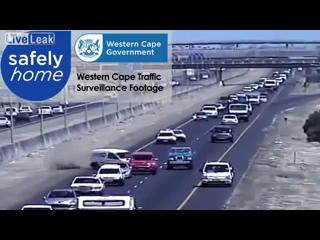 LiveLeak
safely
home
Western Cape
Government
Western Cape Traffic
Surveillance Footage